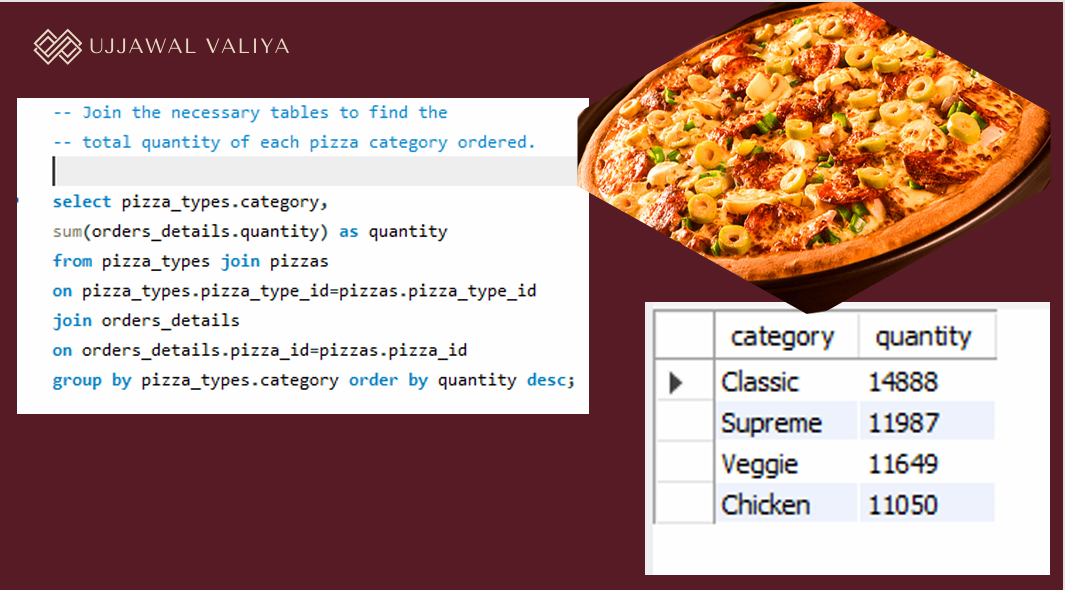 UJJAWAL VALIYA
-- Join the necessary tables to find the
-- total quantity of each pizza category ordered.
select pizza_types.category,
sum(orders_details.quantity) as quantity
from pizza_types join pizzas
on pizza_types.pizza_type_id=pizzas.pizza_type_id
join orders_details
on orders_details.pizza_id=pizzas.pizza_id
group by pizza_types.category order by quantity desc;
category quantity
Classic 14888
Supreme 11987
Veggie 11649
Chicken 11050